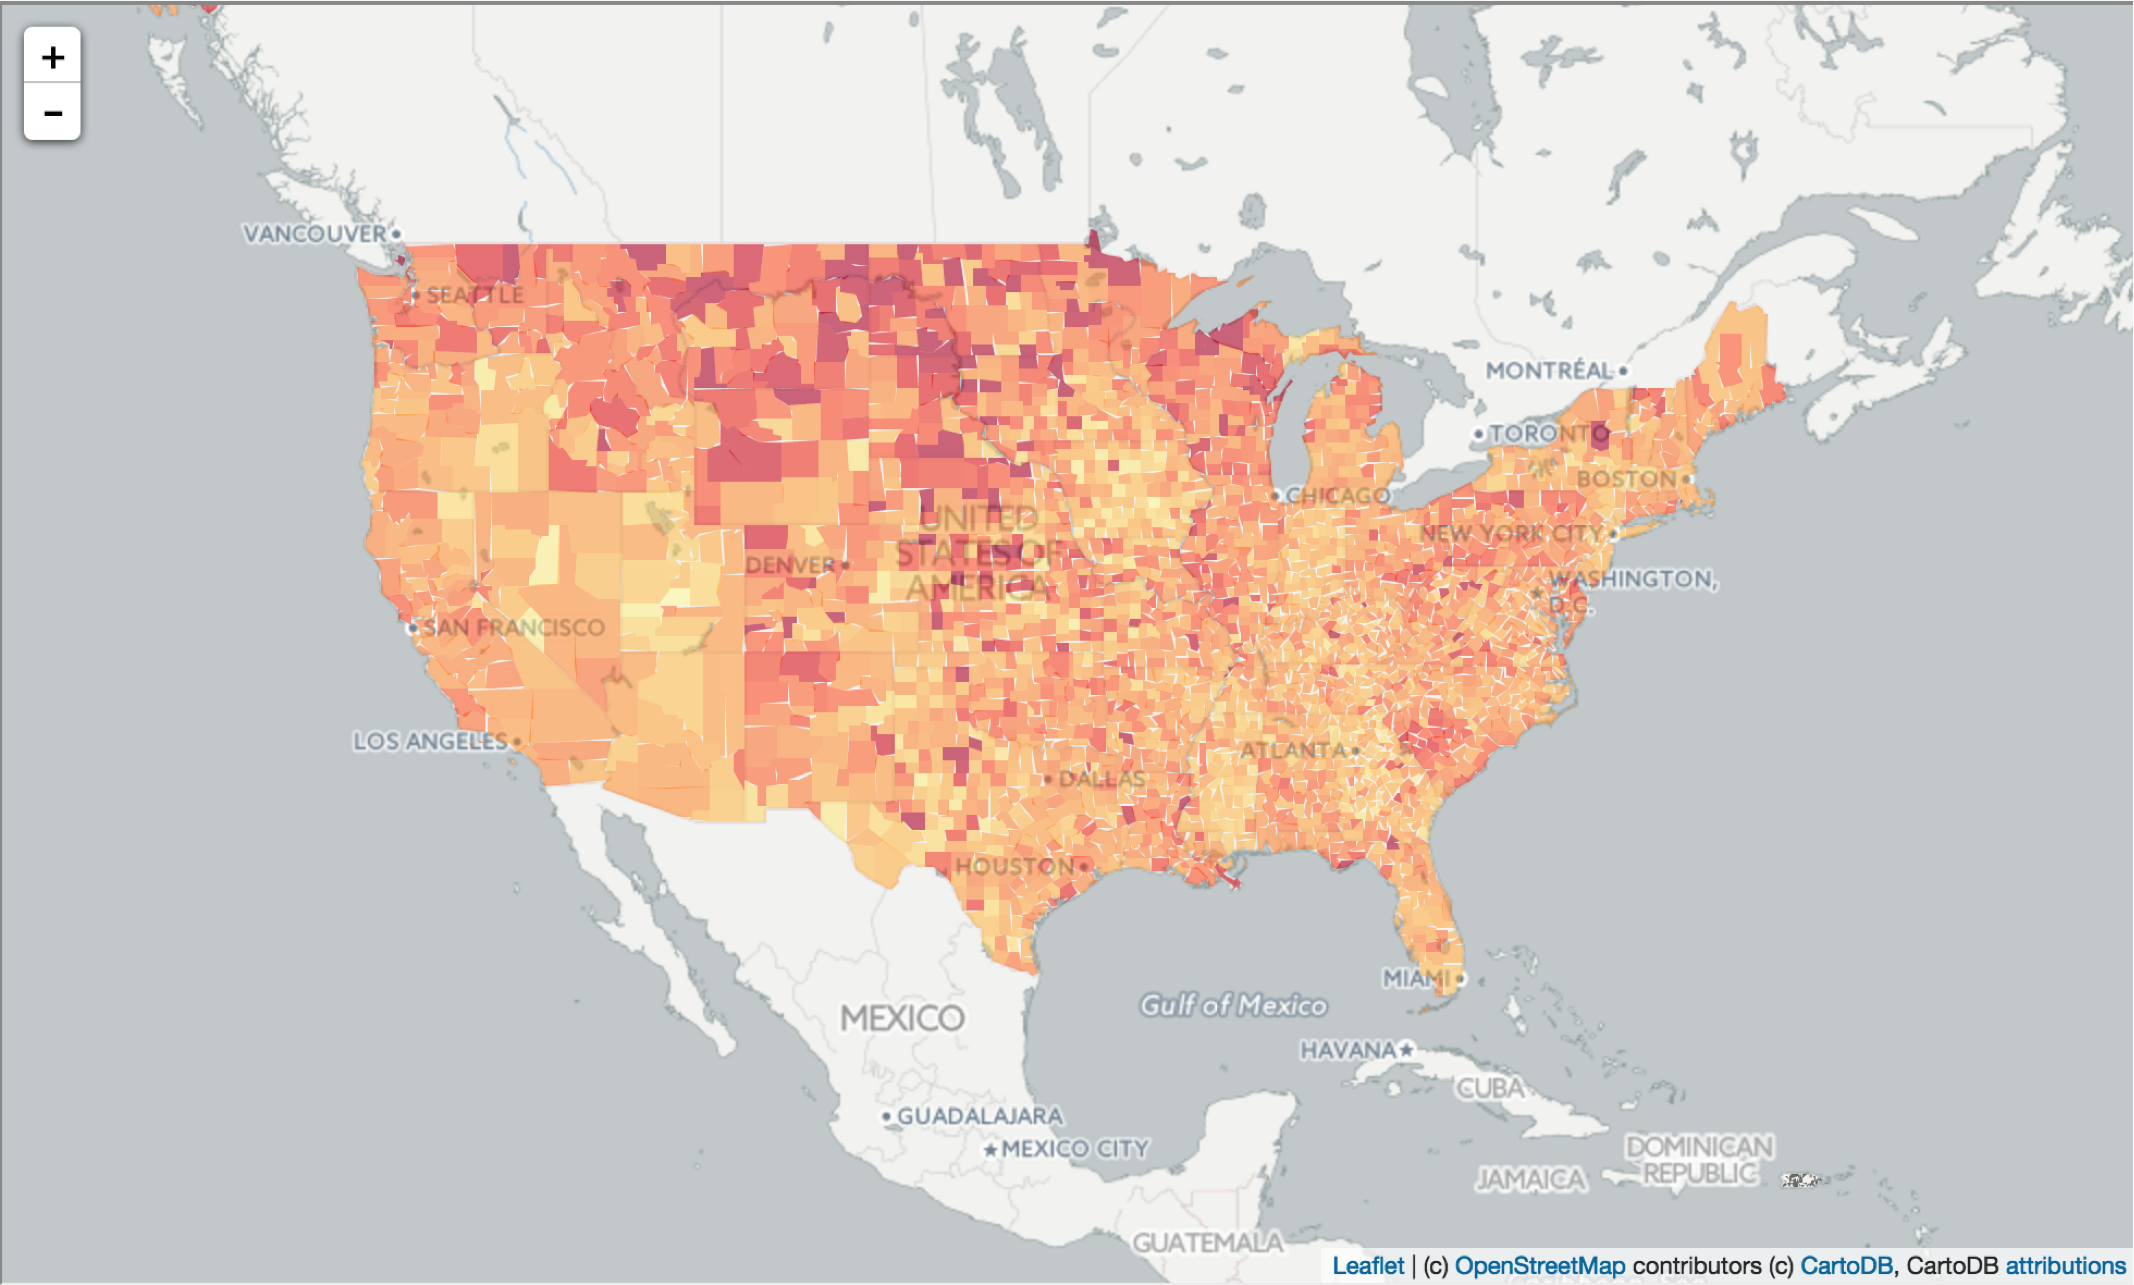 +
−
VANCOUVER
SEATTLE
MONTRÉAL
TORONTO
BOSTON
CHICAGO
NEW YORK CITY
UNITED
STATES OF
AMERICA
DENVER
WASHINGTON,
D.C.
SAN FRANCISCO
LOS ANGELES
ATLANTA
DALLAS
HOUSTON
MIAMI
Gulf of Mexico
MEXICO
HAVANA
CUBA
GUADALAJARA
MEXICO CITY
DOMINICAN
REPUBLIC
JAMAICA
GUATEMALA
Leaflet | (c) OpenStreetMap contributors (c) CartoDB, CartoDB attributions